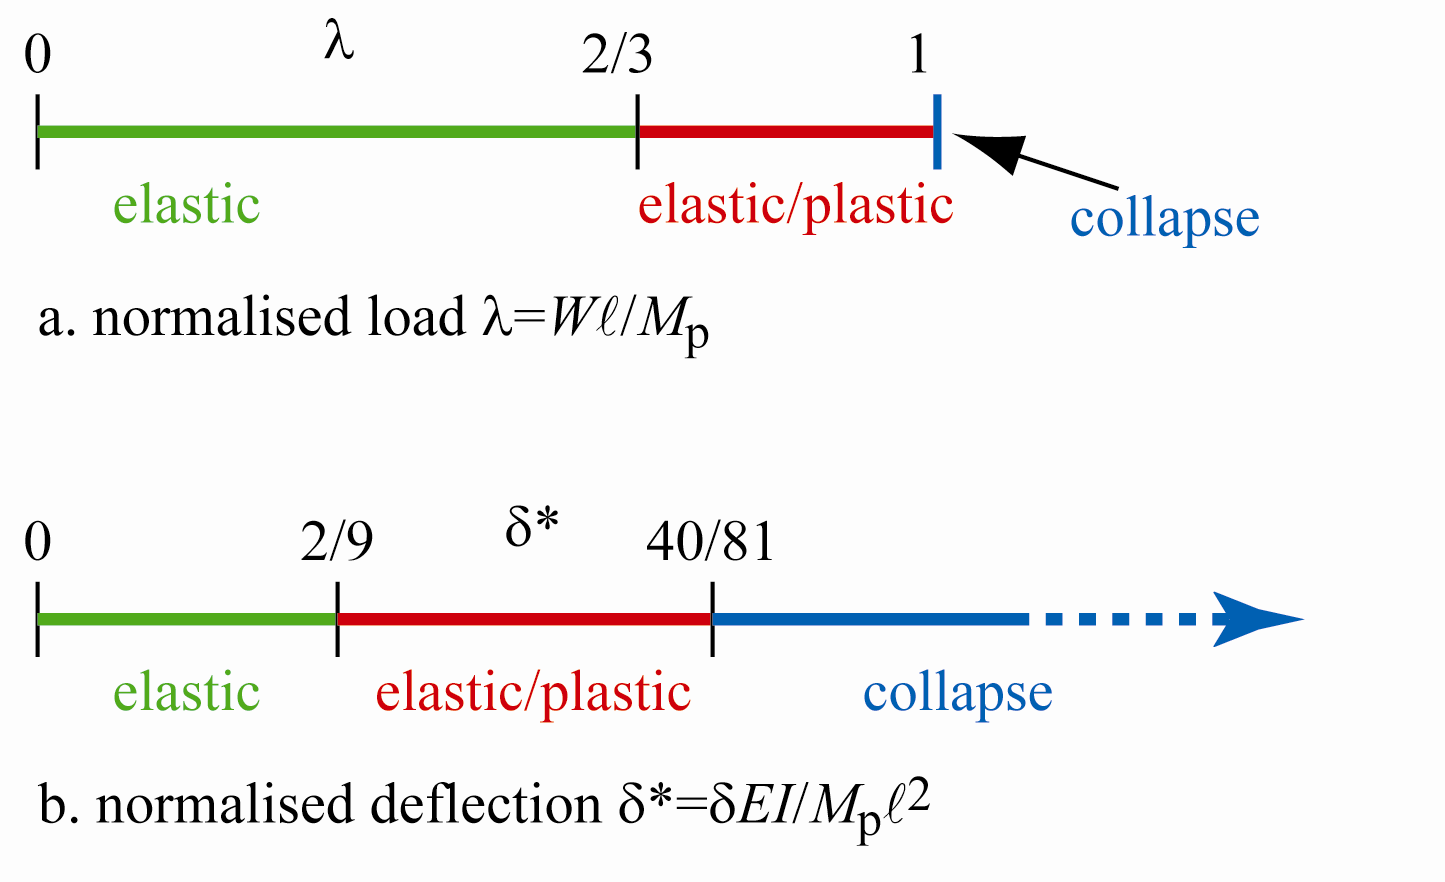 0 λ 2/3 1
elastic elastic/plastic collapse
a. normalised load λ=Wℓ/Mp
0 2/9 δ* 40/81
elastic elastic/plastic collapse
b. normalised deflection δ*=δEI/Mpℓ2